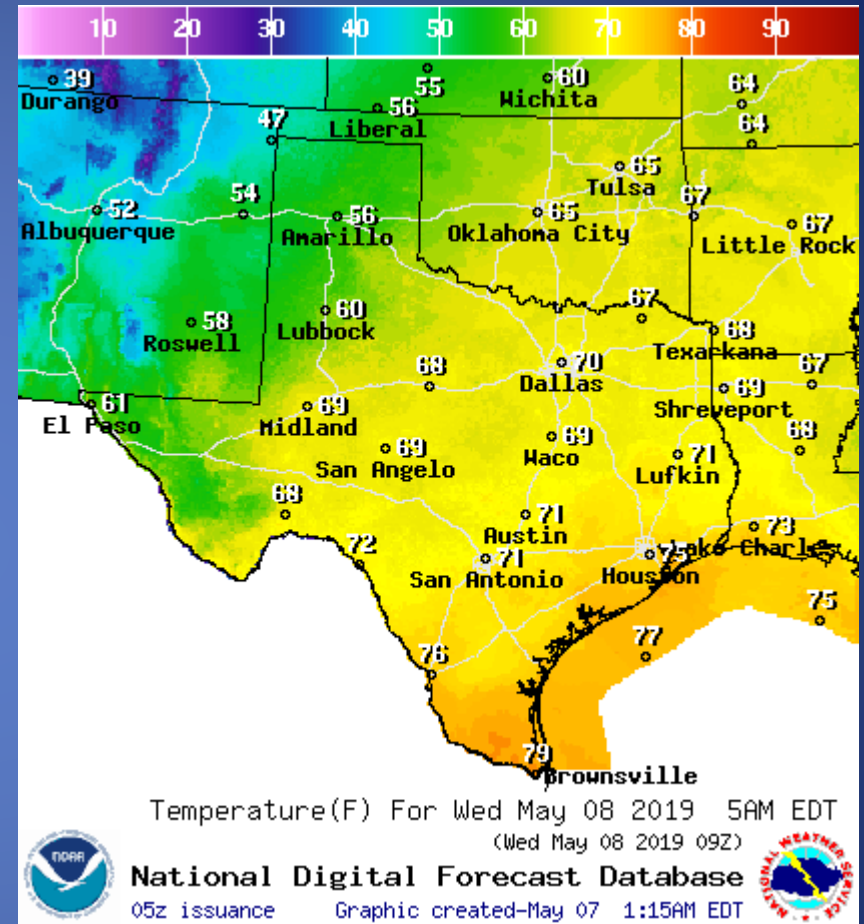 10 20 30 40 50 60 70 80 90
39
Durango
55
60
Wichita
64
56
Liberal
47
64
65
Tulsa
52
Albuquerque
54
56
Amarillo
65
Oklahoma City
67
67
Little Rock
58
Roswell
60
Lubbock
67
68
Texarkana
70
Dallas
68
67
69
Shreveport
61
El Paso
69
Midland
69
San Angelo
69
Waco
71
Lufkin
68
68
71
Austin
73
Lake Charles
72
71
San Antonio
75
Houston
75
77
76
79
Brownsville
Temperature(F) For Wed May 08 2019 5AM EDT
(Wed May 08 2019 09Z)
NOAA
National Digital Forecast Database
05z issuance Graphic created-May 07 1:15AM EDT
NATIONAL WEATHER SERVICE